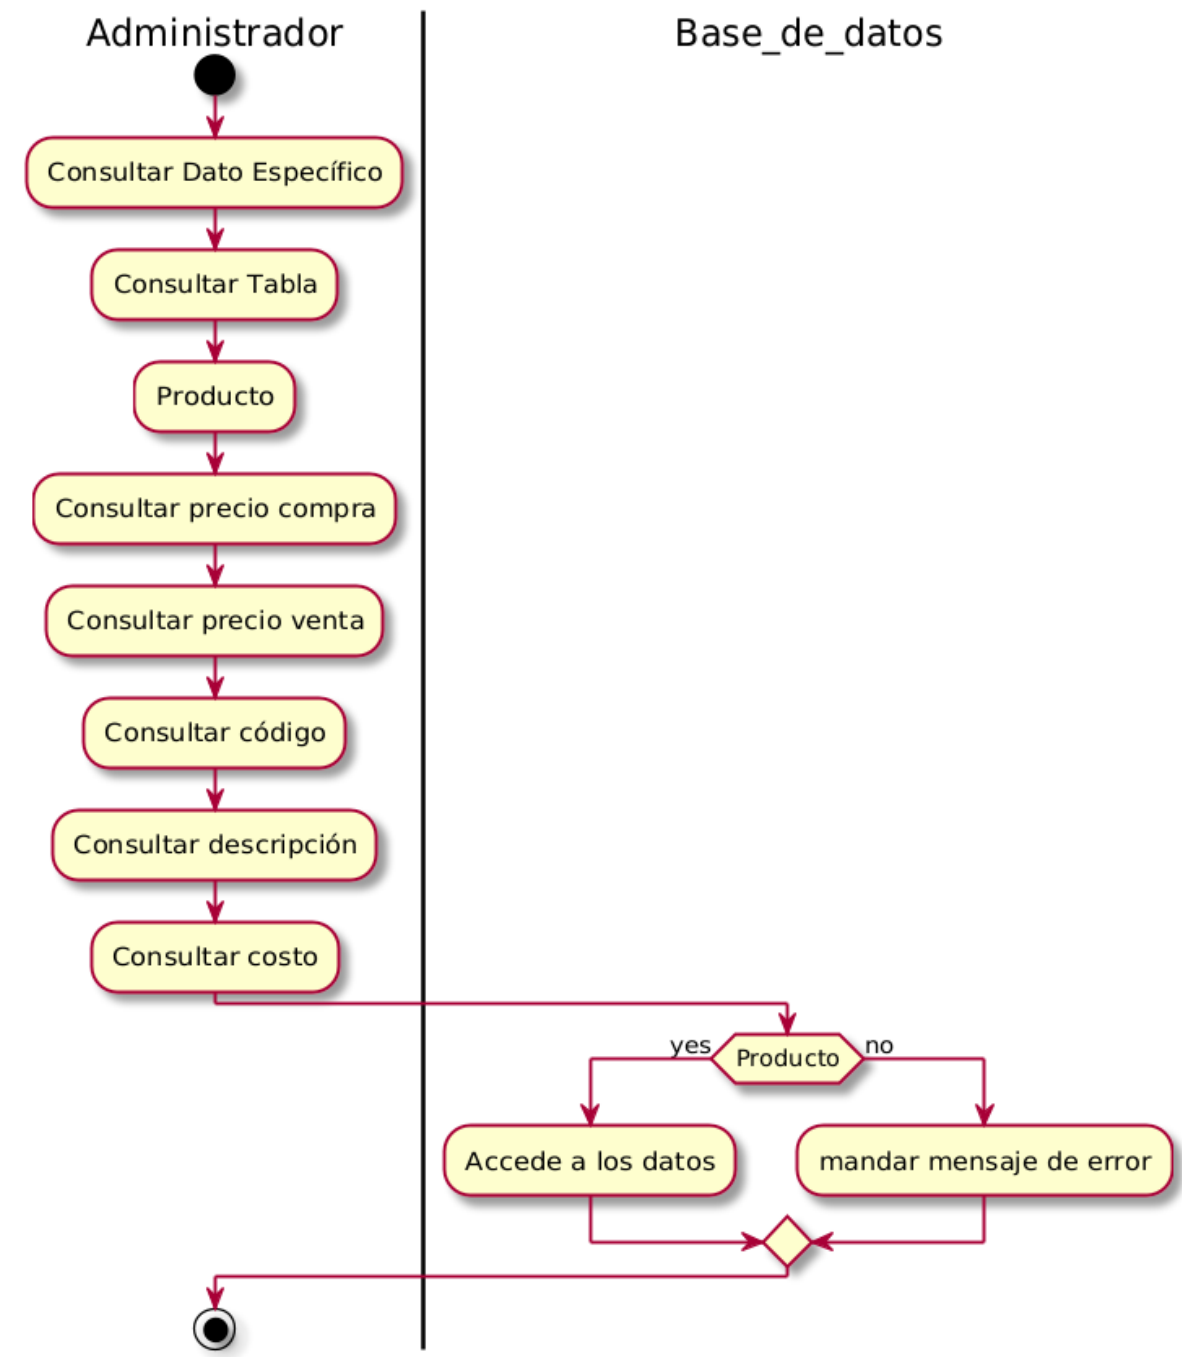 Administrador
Base_de_datos
Consultar Dato Específico
Consultar Tabla
Producto
Consultar precio compra
Consultar precio venta
Consultar código
Consultar descripción
Consultar costo
yes
Producto
no
Accede a los datos
mandar mensaje de error